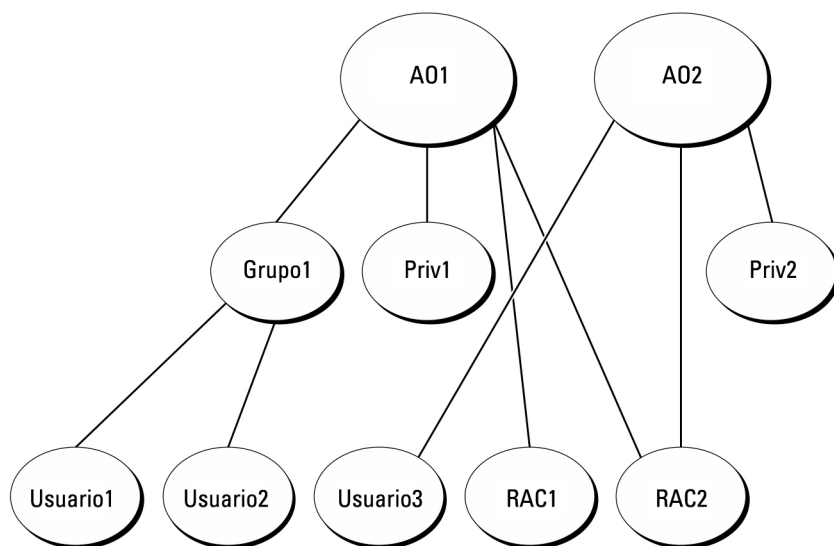 AO1
AO2
Grupo1
Priv1
Priv2
Usuario1
Usuario2
Usuario3
RAC1
RAC2